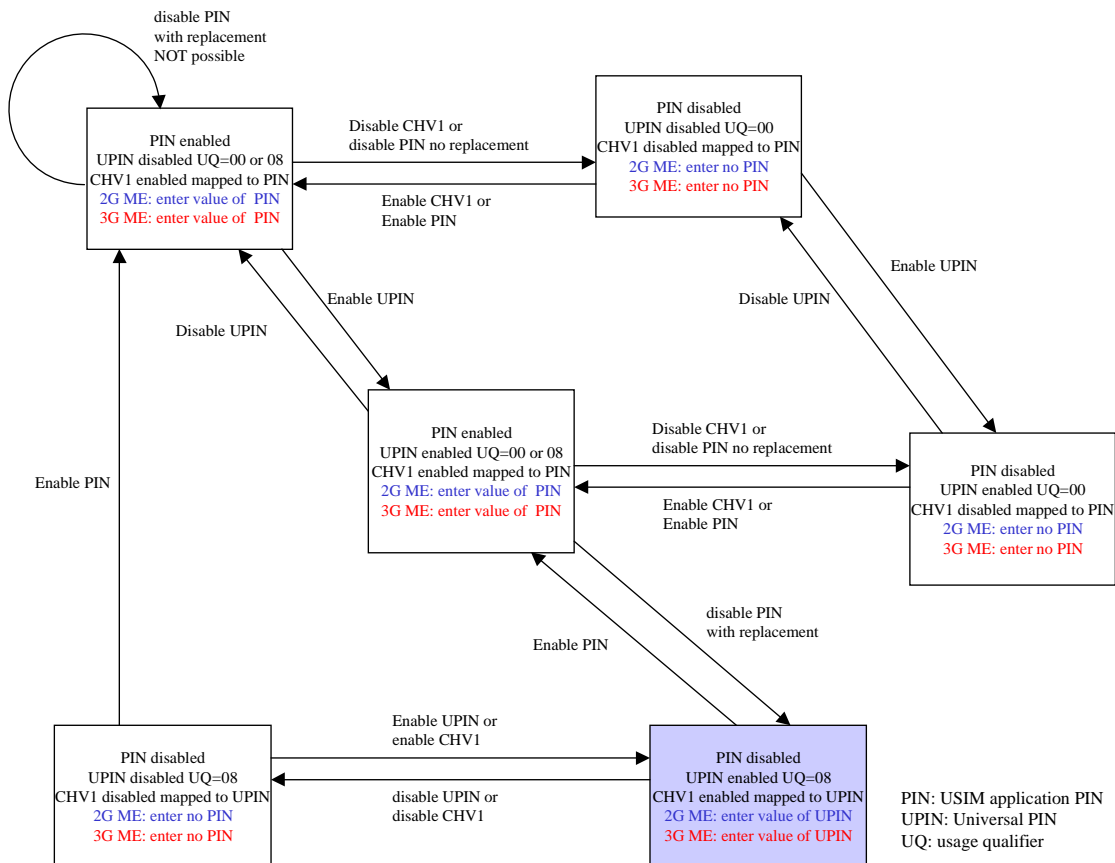 disable PIN
with replacement
NOT possible
PIN enabled
UPIN disabled UQ=00 or 08
CHV1 enabled mapped to PIN
2G ME: enter value of PIN
3G ME: enter value of PIN
Disable CHV1 or
disable PIN no replacement
Enable CHV1 or
Enable PIN
PIN disabled
UPIN disabled UQ=00
CHV1 disabled mapped to PIN
2G ME: enter no PIN
3G ME: enter no PIN
Enable UPIN
Disable UPIN
Enable UPIN
Disable UPIN
PIN enabled
UPIN enabled UQ=00 or 08
CHV1 enabled mapped to PIN
2G ME: enter value of PIN
3G ME: enter value of PIN
Disable CHV1 or
disable PIN no replacement
Enable CHV1 or
Enable PIN
PIN disabled
UPIN enabled UQ=00
CHV1 disabled mapped to PIN
2G ME: enter no PIN
3G ME: enter no PIN
Enable PIN
disable PIN
with replacement
Enable PIN
PIN disabled
UPIN disabled UQ=08
CHV1 disabled mapped to UPIN
2G ME: enter no PIN
3G ME: enter no PIN
Enable UPIN or
enable CHV1
disable UPIN or
disable CHV1
PIN disabled
UPIN enabled UQ=08
CHV1 enabled mapped to UPIN
2G ME: enter value of UPIN
3G ME: enter value of UPIN
PIN: USIM application PIN
UPIN: Universal PIN
UQ: usage qualifier